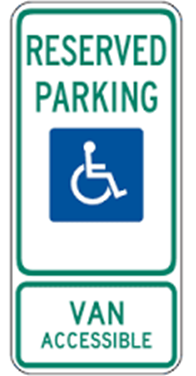 RESERVED
PARKING
VAN
ACCESSIBLE